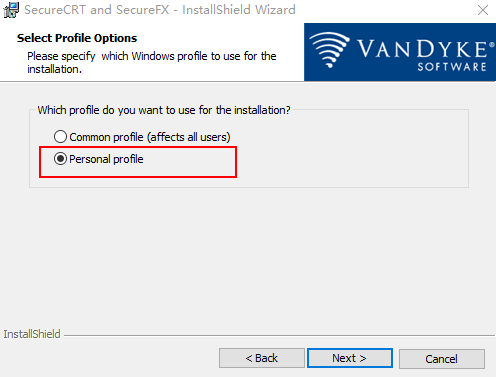 SecureCRT and SecureFX - InstallShield Wizard
Select Profile Options
Please specify which Windows profile to use for the
installation.
VANDYKE®
SOFTWARE
Which profile do you want to use for the installation?
Common profile (affects all users)
Personal profile
InstallShield
< Back
Next >
Cancel